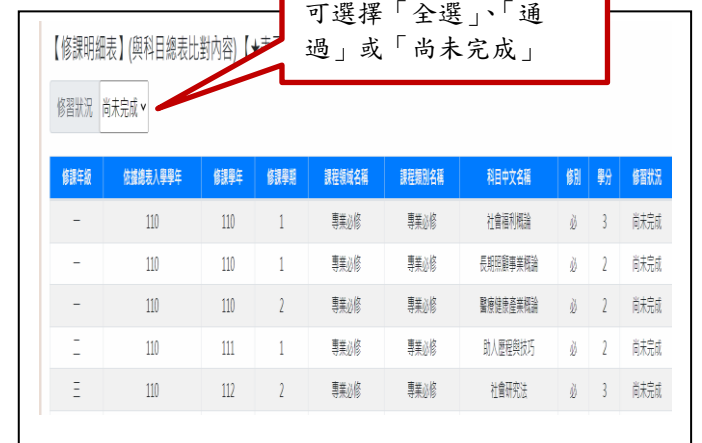 可選擇「全選」、「通
過」或「尚未完成」
【修課明細表】(與科目總表比對內容)【★表
修習狀況 尚未完成
修課年級 依據總表入學學年 修課學年 修課學期 課程領域名稱 課程類別名稱 科目中文名稱 修別 學分 修習狀況
一 110 110 1 專業必修 專業必修 社會福利概論 必 3 尚未完成
一 110 110 1 專業必修 專業必修 長期照顧事業概論 必 2 尚未完成
一 110 110 2 專業必修 專業必修 醫療健康產業概論 必 2 尚未完成
二 110 111 1 專業必修 專業必修 助人歷程與技巧 必 2 尚未完成
三 110 112 2 專業必修 專業必修 社會研究法 必 3 尚未完成